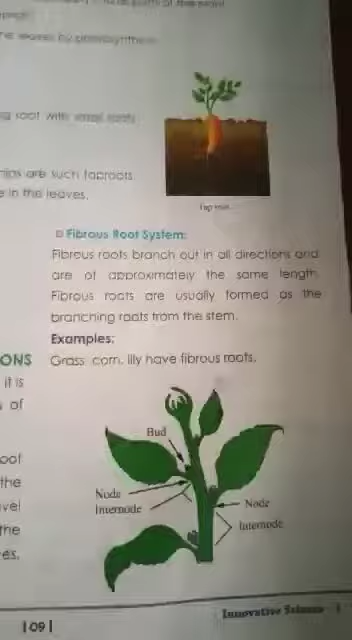 the leaves by photosynthesis
root with small roots
are such taproots
in the leaves.
Tap root
Fibrous Root System:
Fibrous roots branch out in all directions and
are of approximately the same length.
Fibrous roots are usually formed as the
branching roots from the stem.
Examples:
Grass, corn, lily have fibrous roots.
ONS
it is
of
Bud
Node
Internode
Node
Internode
oot
the
vel
the
es.
109
Innovative Science